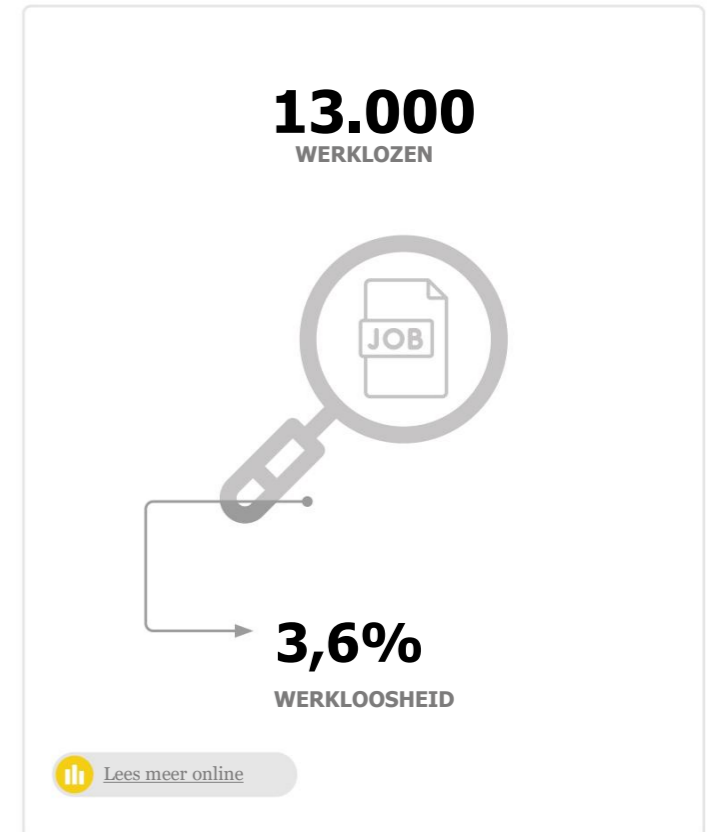 13.000
WERKLOZEN
JOB
3,6%
WERKLOOSHEID
Lees meer online